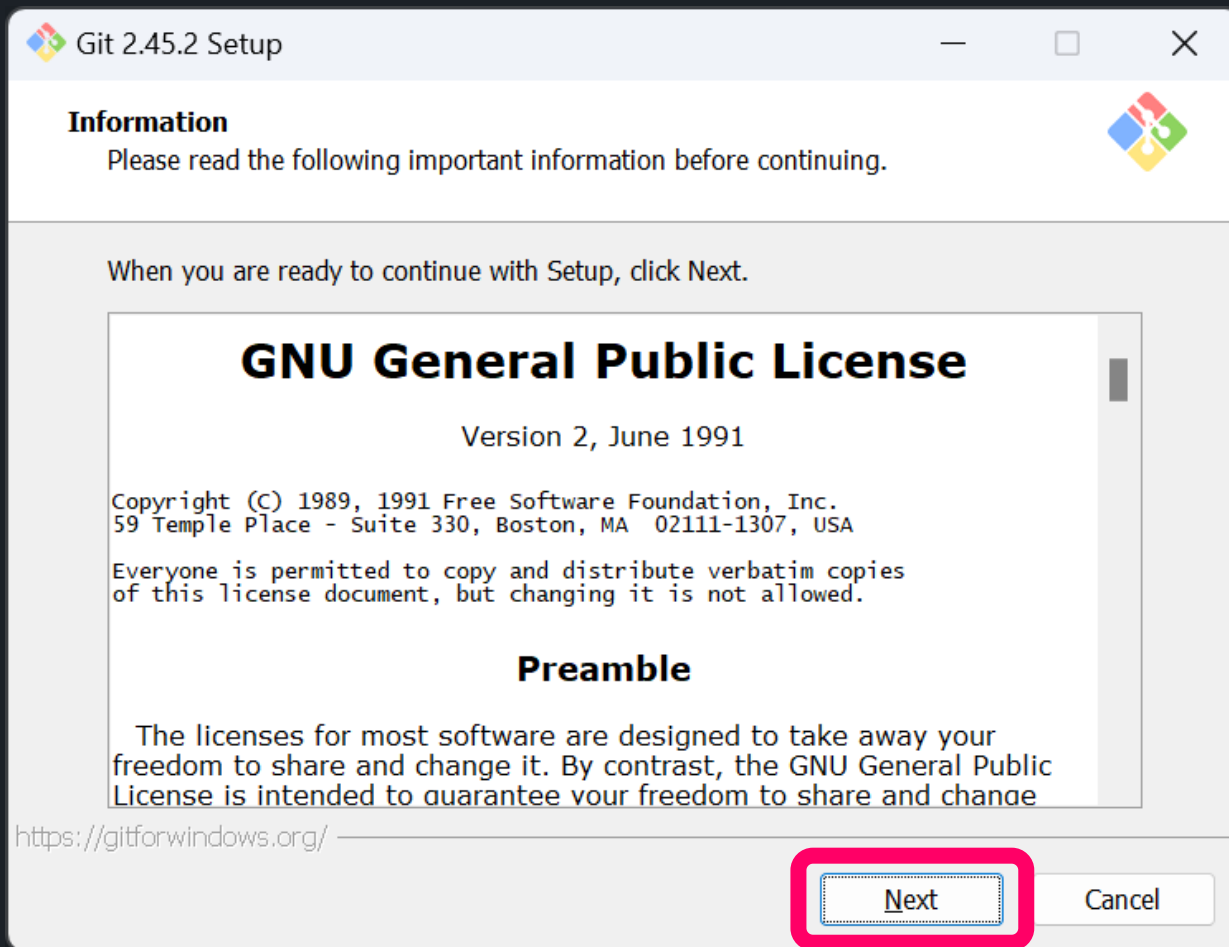 Git 2.45.2 Setup
Information
Please read the following important information before continuing.
When you are ready to continue with Setup, click Next.
GNU General Public License
Version 2, June 1991
Copyright (C) 1989, 1991 Free Software Foundation, Inc.
59 Temple Place - Suite 330, Boston, MA  02111-1307, USA
Everyone is permitted to copy and distribute verbatim copies
of this license document, but changing it is not allowed.
Preamble
The licenses for most software are designed to take away your
freedom to share and change it. By contrast, the GNU General Public
License is intended to guarantee your freedom to share and change
https://gitforwindows.org/
Next
Cancel